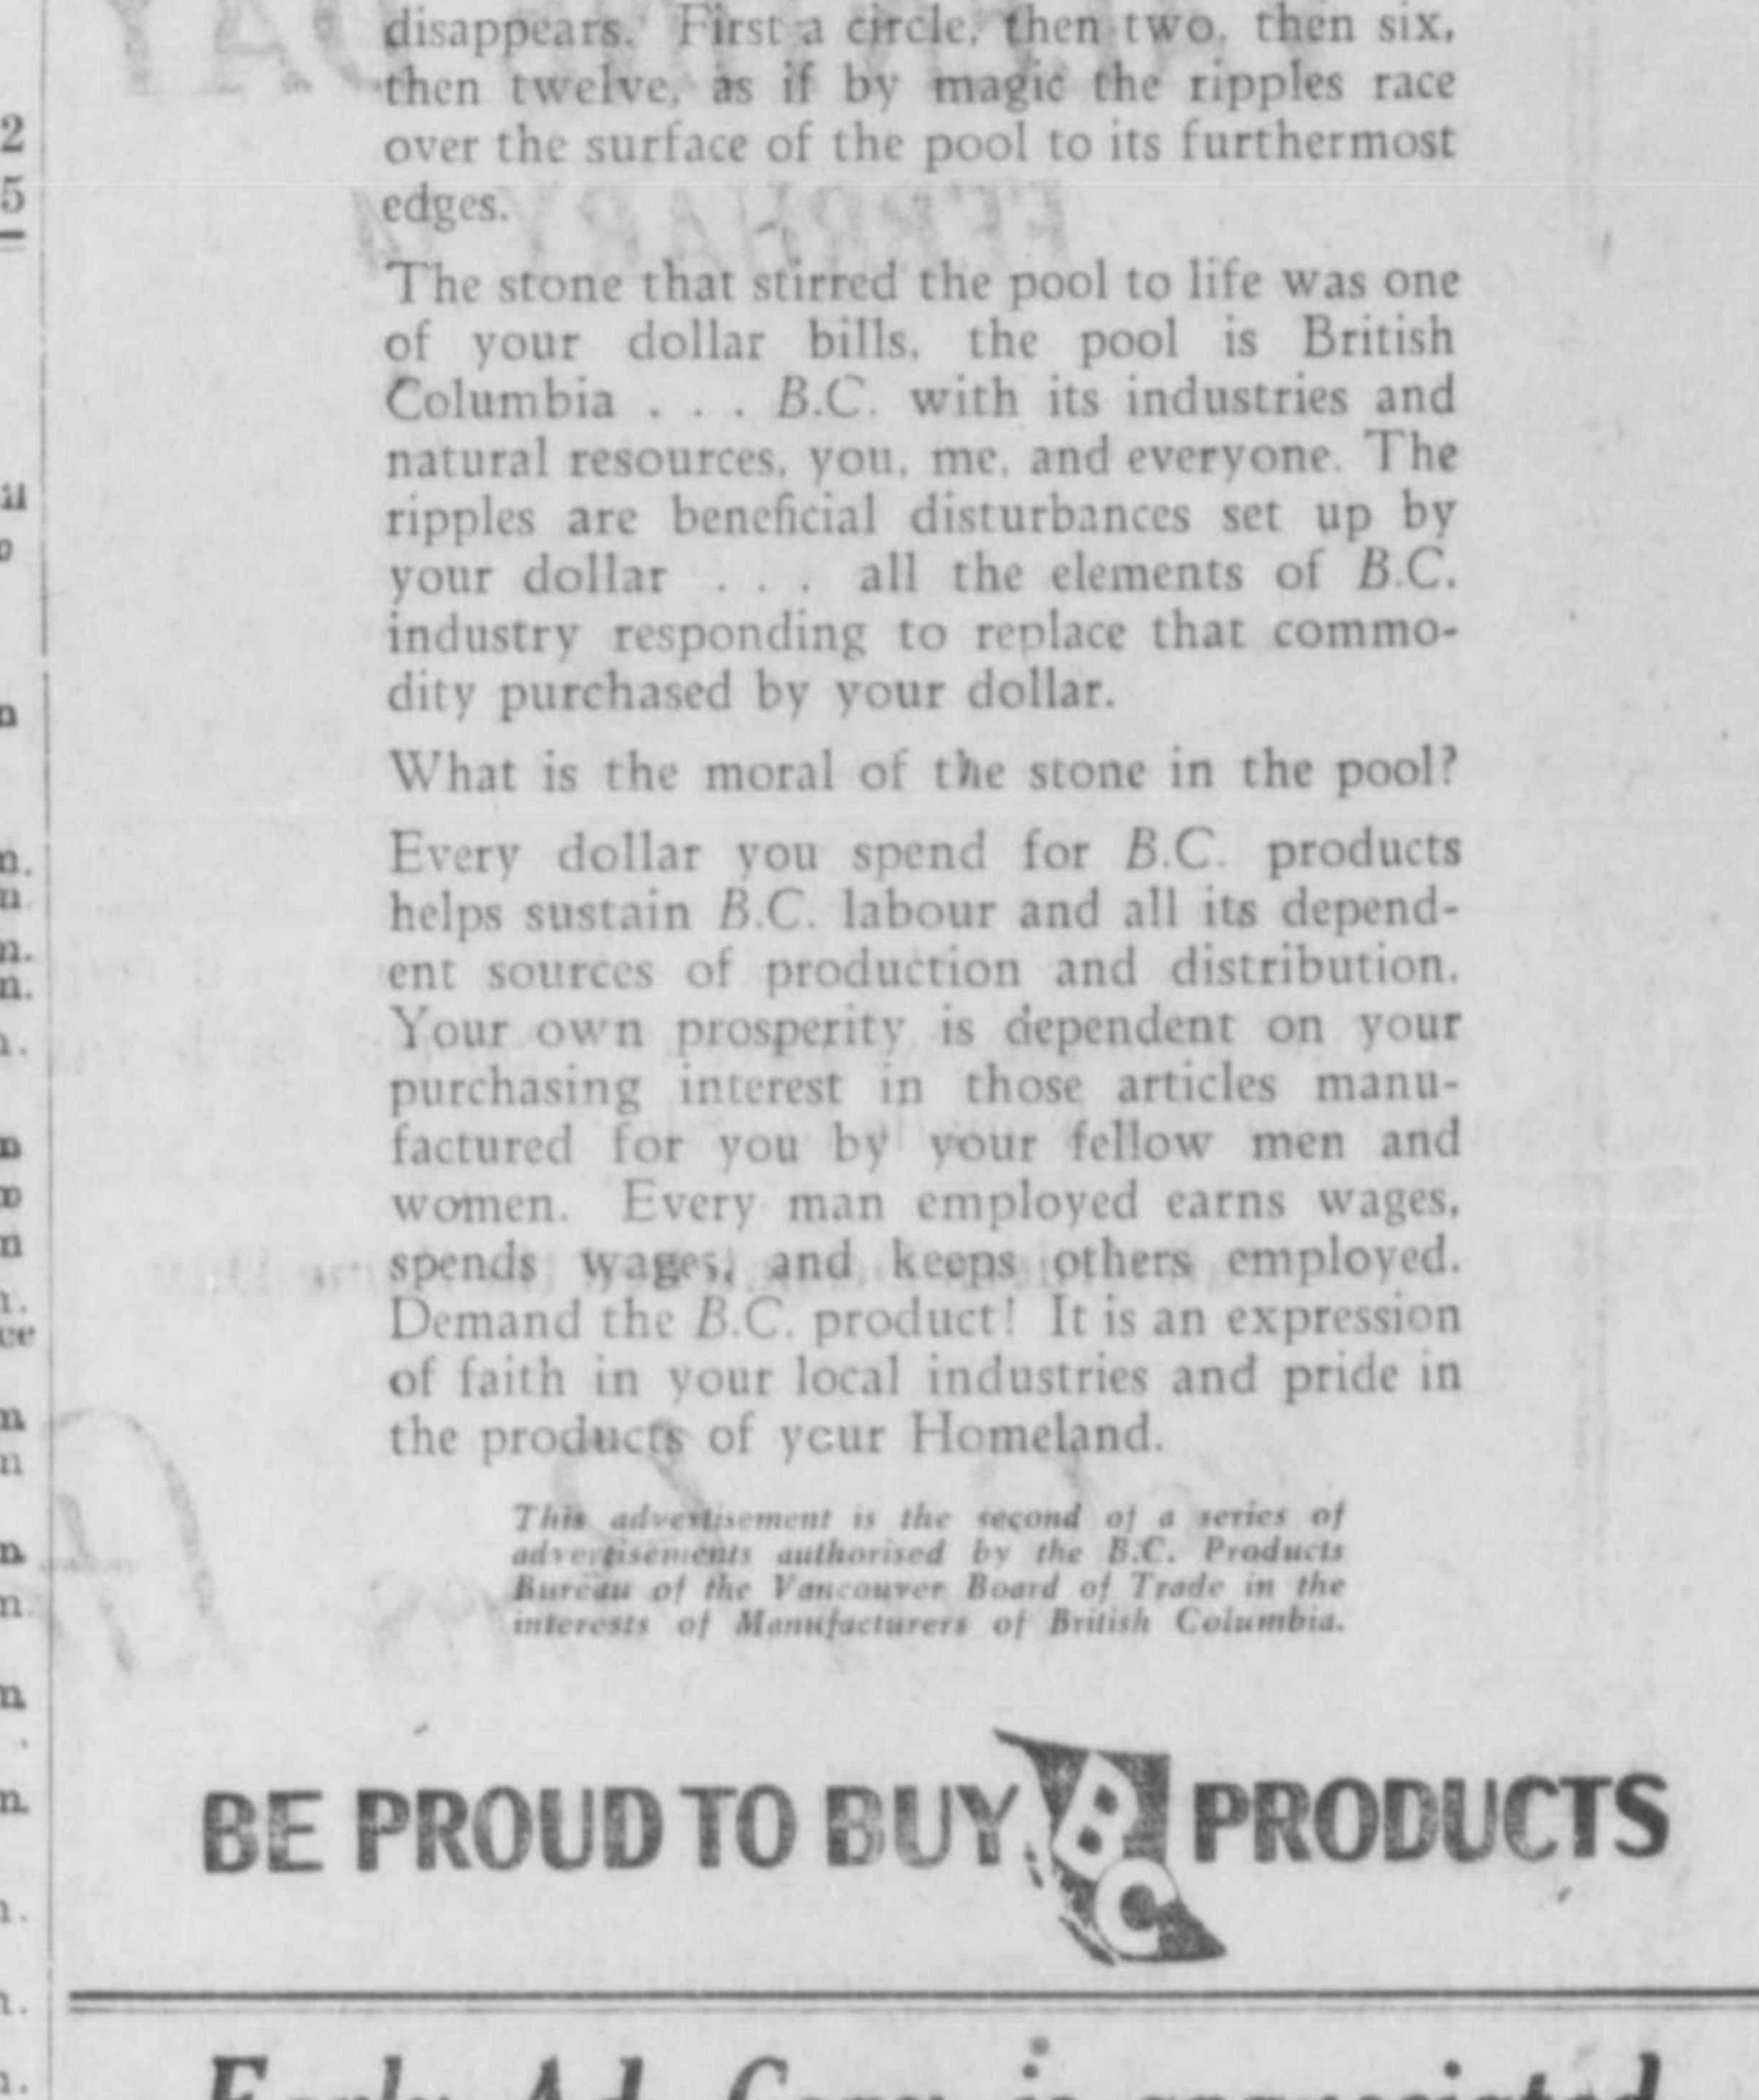 disappears. First a circle, then two, then six,
then twelve, as if by magic the ripples race
over the surface of the pool to its furthermost
edges.
The stone that stirred the pool to life was one
of your dollar bills, the pool is British
Columbia . . . B.C. with its industries and
natural resources, you, me, and everyone. The
ripples are beneficial disturbances set up by
your dollar . . . all the elements of B.C.
industry responding to replace that commo-
dity purchased by your dollar.
What is the moral of the stone in the pool?
Every dollar you spend for B.C. products
helps sustain B.C. labour and all its depend-
ent sources of production and distribution.
Your own prosperity is dependent on your
purchasing interest in those articles manu-
factured for you by your fellow men and
women. Every man employed earns wages,
spends wages, and keeps others employed.
Demand the B.C. product! It is an expression
of faith in your local industries and pride in
the products of your Homeland.
This advertisement is the second of a series of
advertisements authorised by the B.C. Products
Bureau of the Vancouver Board of Trade in the
interests of Manufacturers of British Columbia.
BE PROUD TO BUY BC PRODUCTS
Early Ad. Copy is appreciated